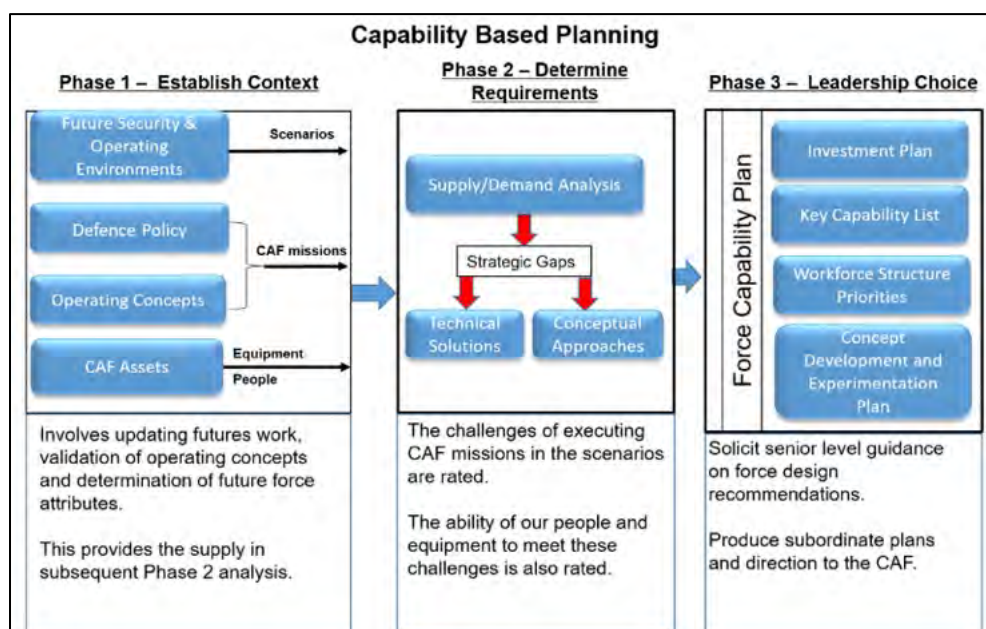 Capability Based Planning
Phase 1 – Establish Context
Future Security &
Operating
Environments
Scenarios
Defence Policy
CAF missions
Operating Concepts
CAF Assets
Equipment
People
Involves updating futures work,
validation of operating concepts
and determination of future force
attributes.
This provides the supply in
subsequent Phase 2 analysis.
Phase 2 – Determine
Requirements
Supply/Demand Analysis
Strategic Gaps
Technical
Solutions
Conceptual
Approaches
The challenges of executing
CAF missions in the scenarios
are rated.
The ability of our people and
equipment to meet these
challenges is also rated.
Phase 3 – Leadership Choice
Force Capability Plan
Investment Plan
Key Capability List
Workforce Structure
Priorities
Concept
Development and
Experimentation
Plan
Solicit senior level guidance
on force design
recommendations.
Produce subordinate plans
and direction to the CAF.